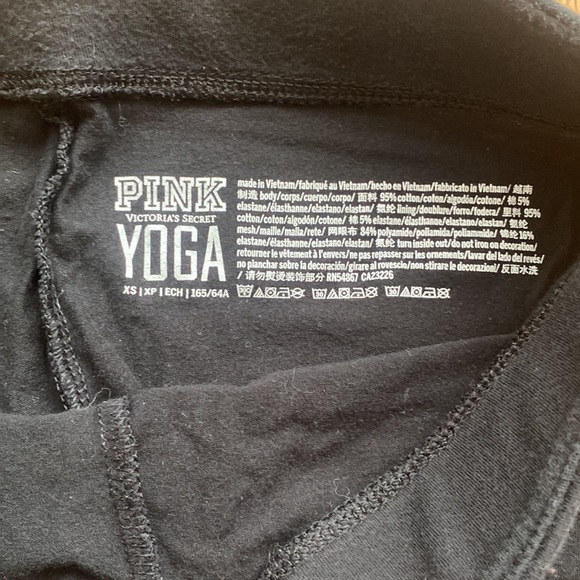 PINK
VICTORIA'S SECRET
YOGA
XS | XP | ECH | 165/64A
made in Vietnam/fabriqué au Vietnam/hecho en Vietnam/fabbricato in Vietnam/ 越南
制造 body/corps/cuerpo/corpo/ 面料 95% cotton/coton/algodón/cotone/ 棉 5%
elastane/élasthanne/elastano/elastan/ 氨纶 lining/doublure/forro/fodera/ 里料 95%
cotton/coton/algodón/cotone/ 棉 5% elastane/élasthanne/elastano/elastan/ 氨纶
mesh/maille/malla/rete/ 网眼布 84% polyamide/poliamida/poliammide/ 锦纶 16%
elastane/élasthanne/elastano/elastan/ 氨纶 turn inside out/do not iron on decoration/
retourner le vêtement à l'envers/ne pas repasser sur les ornements/lavar del lado del revés/
no planchar sobre la decoración/girare al rovescio/non stirare le decorazioni/ 反面水洗
/ 请勿熨烫装饰部分 RN54867 CA23226